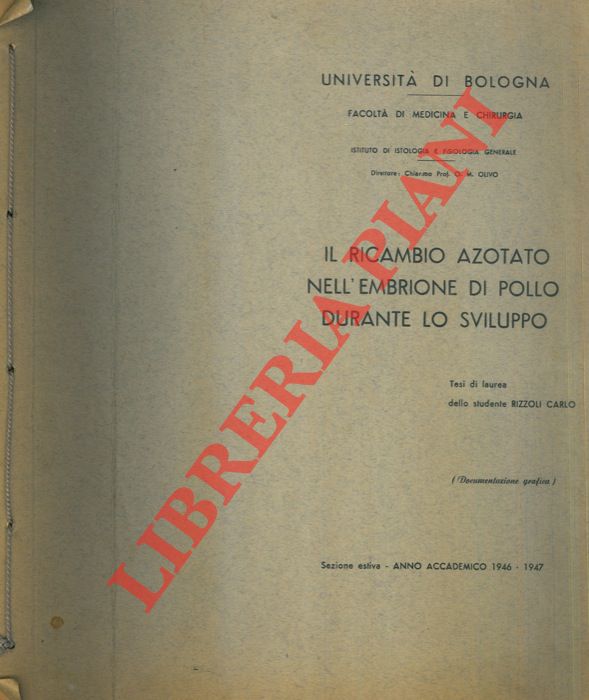 UNIVERSITÀ DI BOLOGNA
FACOLTÀ DI MEDICINA E CHIRURGIA
ISTITUTO DI ISTOLOGIA E FISIOLOGIA GENERALE
Direttore: Chiar.mo Prof. O. M. OLIVO
IL RICAMBIO AZOTATO
NELL'EMBRIONE DI POLLO
DURANTE LO SVILUPPO
Tesi di laurea
dello studente RIZZOLI CARLO
(Documentazione grafica)
Sezione estiva - ANNO ACCADEMICO 1946 - 1947
LIBRERIA PIANI